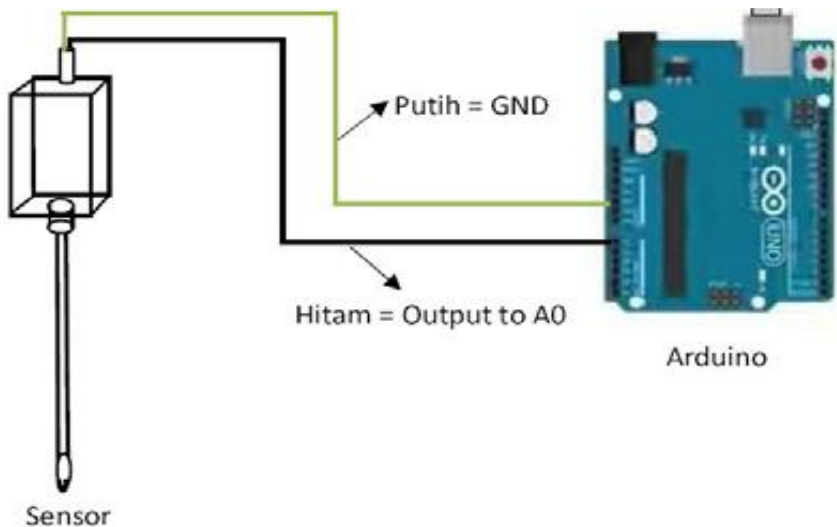 Putih = GND
Hitam = Output to A0
UNO
Arduino
Sensor